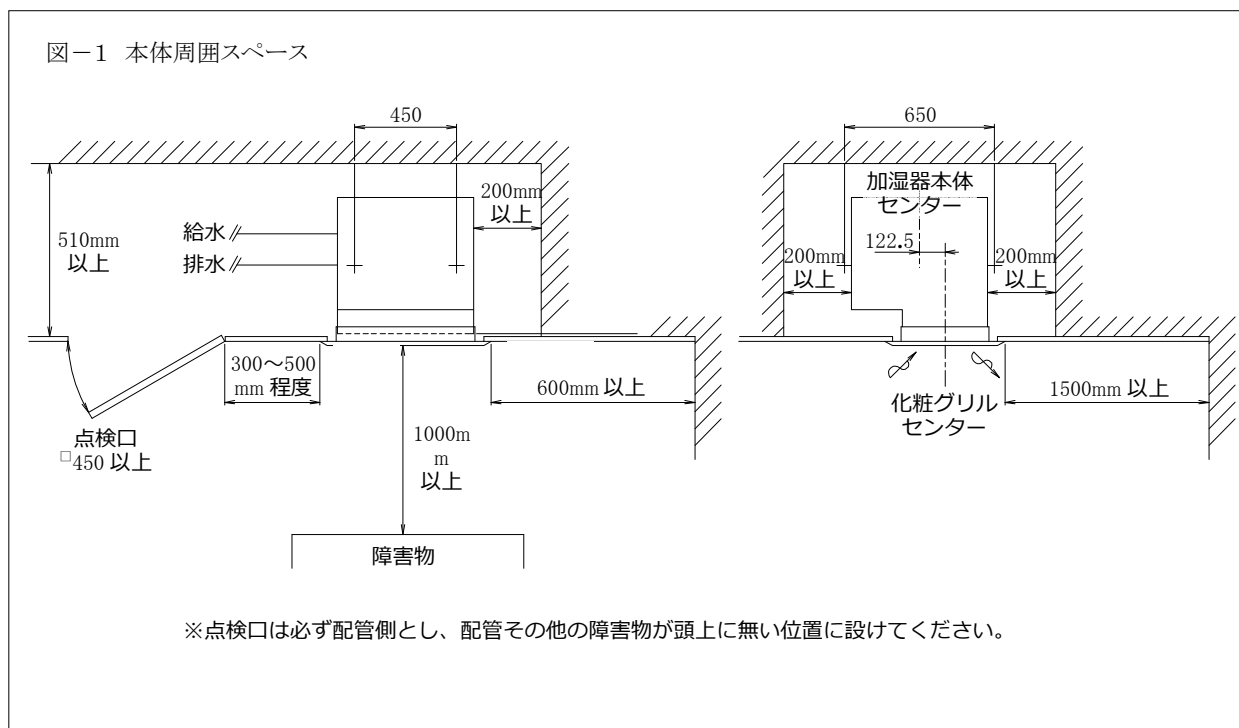 図－1 本体周囲スペース
450
200mm
以上
510mm
以上
給水
排水
300～500
mm 程度
600mm 以上
点検口
□450 以上
1000m
m
以上
障害物
650
加湿器本体
センター
122.5
200mm
以上
200mm
以上
1500mm 以上
化粧グリル
センター
※点検口は必ず配管側とし、配管その他の障害物が頭上に無い位置に設けてください。